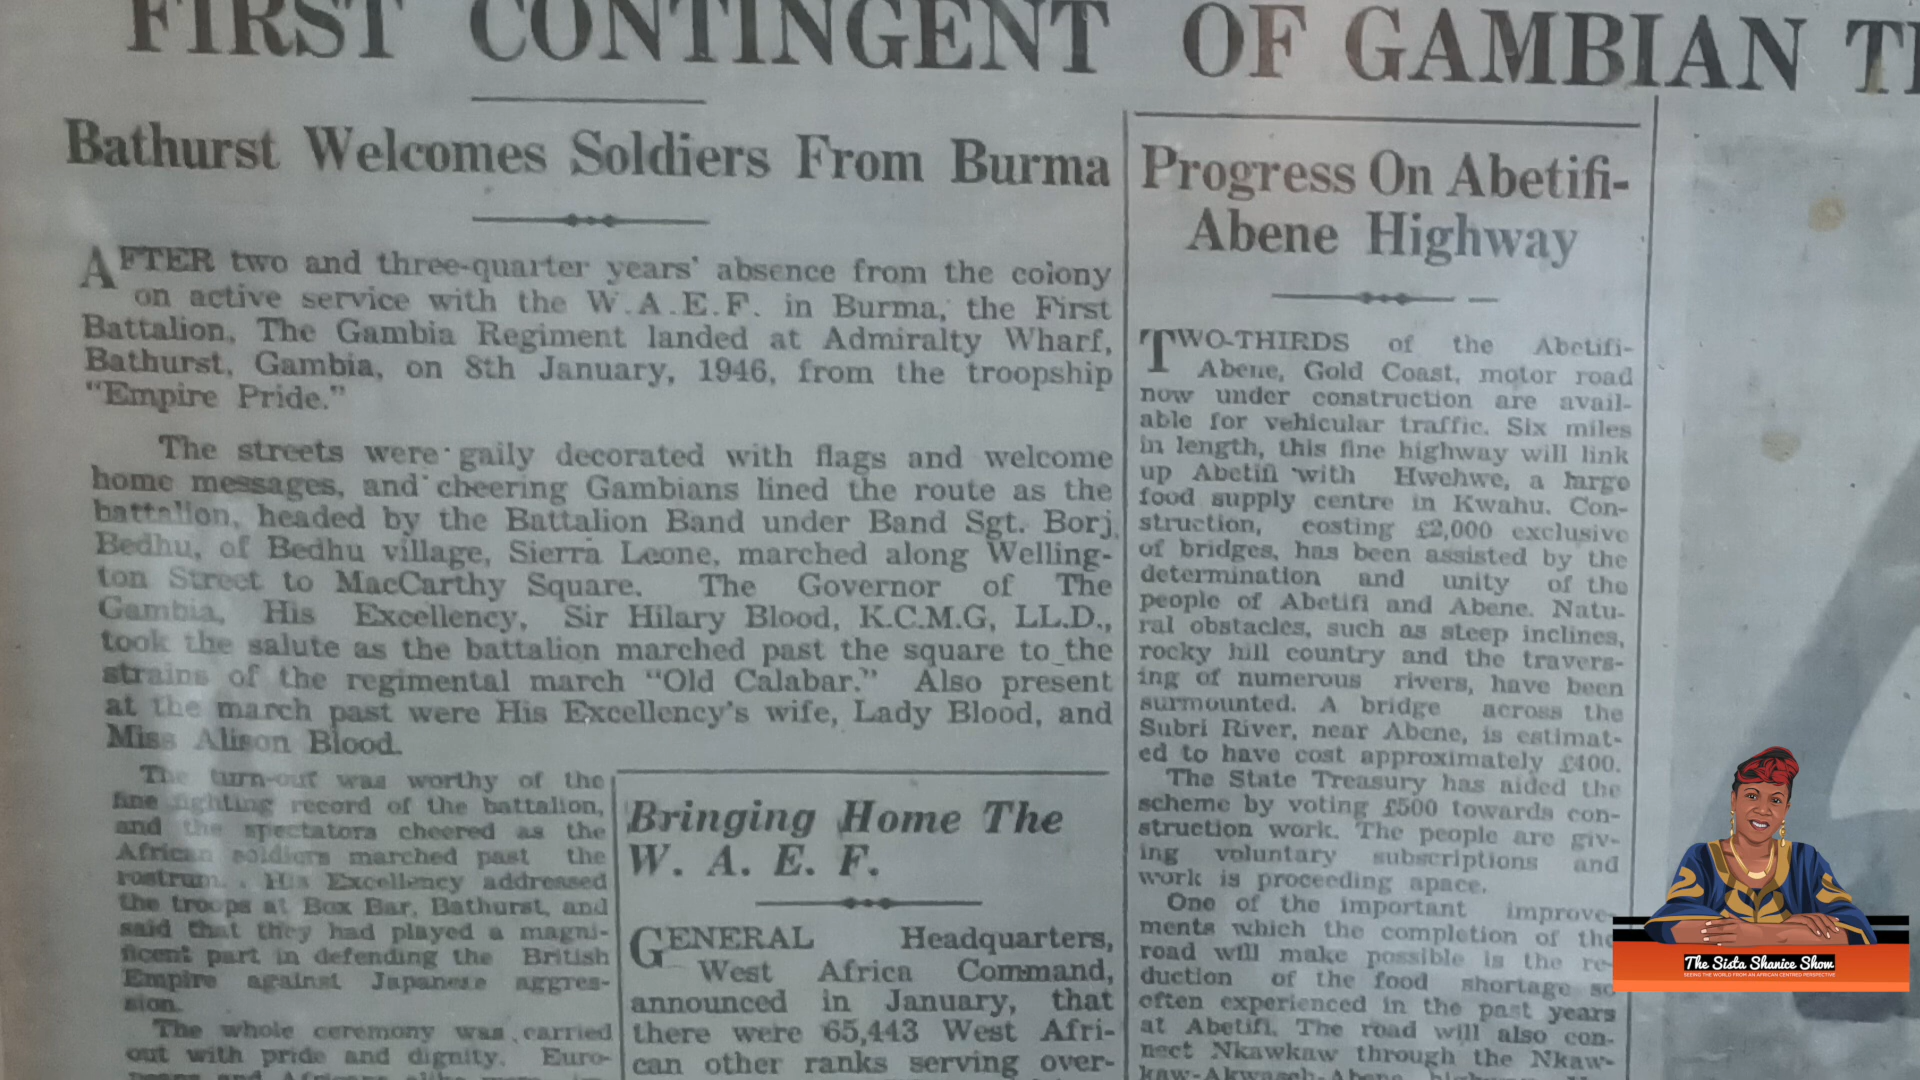 FIRST CONTINGENT OF GAMBIAN
Bathurst Welcomes Soldiers From Burma
AFTER two and three-quarter years' absence from the colony
on active service with the W.A.E.F. in Burma, the First
Battalion, The Gambia Regiment landed at Admiralty Wharf,
Bathurst, Gambia, on 8th January, 1946, from the troopship
"Empire Pride."
The streets were gaily decorated with flags and welcome
home messages, and cheering Gambians lined the route as the
battalion, headed by the Battalion Band under Band Sgt. Borj
Bedhu, of Bedhu village, Sierra Leone, marched along Welling-
ton Street to MacCarthy Square. The Governor of The
Gambia, His Excellency, Sir Hilary Blood, K.C.M.G, LL.D.,
took the salute as the battalion marched past the square to the
strains of the regimental march "Old Calabar." Also present
at the march past were His Excellency's wife, Lady Blood, and
Miss Alison Blood.
The turn-out was worthy of the
fine fighting record of the battalion,
and the spectators cheered as the
African soldiers marched past the
rostrum. His Excellency addressed
the troops at Box Bar, Bathurst, and
said that they had played a magni-
ficent part in defending the British
Empire against Japanese aggres-
sion.
The whole ceremony was carried
out with pride and dignity. Euro-
Bringing Home The
W. A. E. F.
GENERAL Headquarters,
West Africa Command,
announced in January, that
there were 65,443 West Afri-
can other ranks serving over-
Progress On Abetifi-
Abene Highway
TWO-THIRDS of the Abetifi-
Abene, Gold Coast, motor road
now under construction are avail-
able for vehicular traffic. Six miles
in length, this fine highway will link
up Abetifi with Hwehwe, a large
food supply centre in Kwahu. Con-
struction, costing £2,000 exclusive
of bridges, has been assisted by the
determination and unity of the
people of Abetifi and Abene. Natu-
ral obstacles, such as steep inclines,
rocky hill country and the travers-
ing of numerous rivers, have been
surmounted. A bridge across the
Subri River, near Abene, is estimat-
ed to have cost approximately £400.
The State Treasury has aided the
scheme by voting £500 towards con-
struction work. The people are giv-
ing voluntary subscriptions and
work is proceeding apace.
One of the important improve-
ments which the completion of the
road will make possible is the re-
duction of the food shortage so
often experienced in the past years
at Abetifi. The road will also con-
nect Nkawkaw through the Nkaw-
The Sista Shanice Show
SEEING THE WORLD FROM AN AFRICAN CENTRED PERSPECTIVE